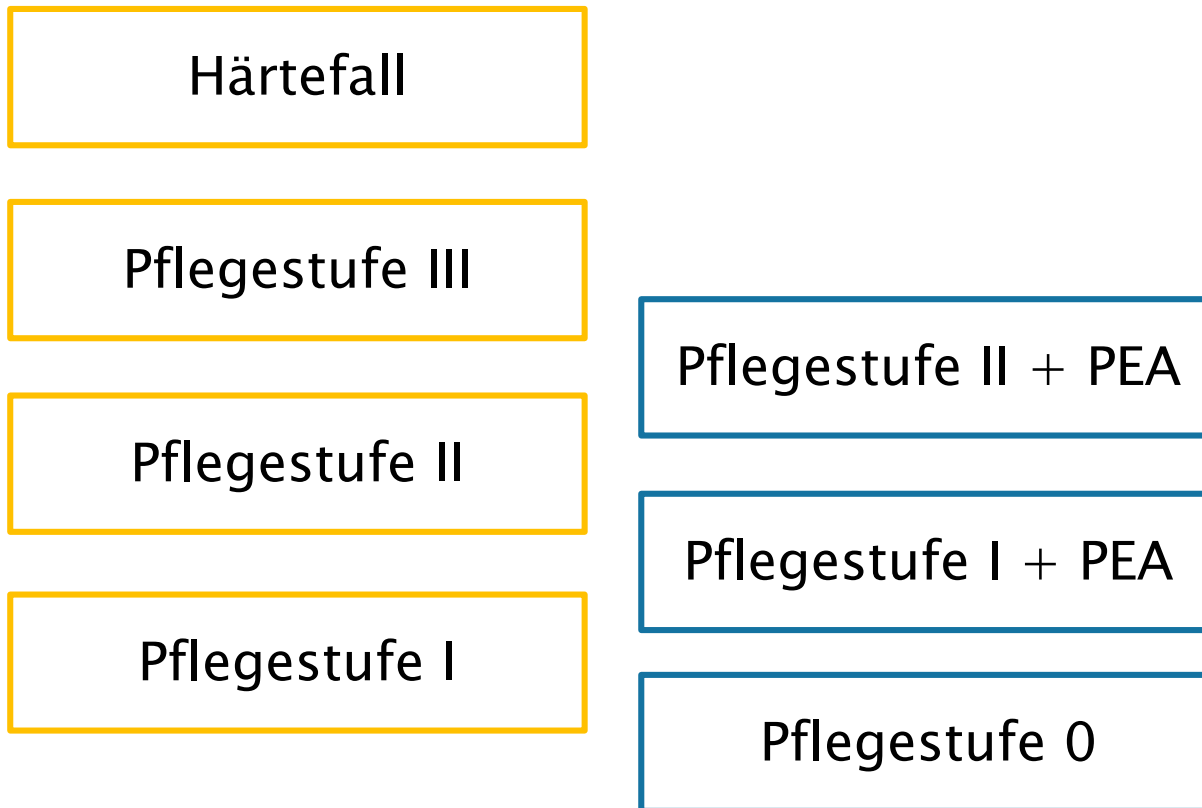 Härtefall
Pflegestufe III
Pflegestufe II
Pflegestufe I
Pflegestufe II + PEA
Pflegestufe I + PEA
Pflegestufe 0